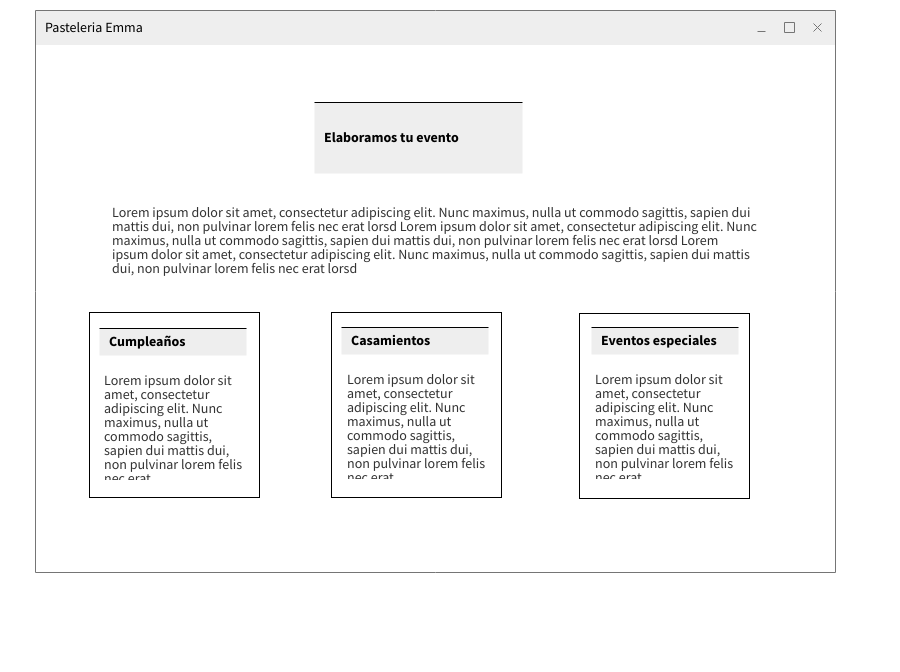 Pasteleria Emma
Elaboramos tu evento
Lorem ipsum dolor sit amet, consectetur adipiscing elit. Nunc maximus, nulla ut commodo sagittis, sapien dui
mattis dui, non pulvinar lorem felis nec erat lorsd Lorem ipsum dolor sit amet, consectetur adipiscing elit. Nunc
maximus, nulla ut commodo sagittis, sapien dui mattis dui, non pulvinar lorem felis nec erat lorsd Lorem
ipsum dolor sit amet, consectetur adipiscing elit. Nunc maximus, nulla ut commodo sagittis, sapien dui mattis
dui, non pulvinar lorem felis nec erat lorsd
Cumpleaños
Lorem ipsum dolor sit
amet, consectetur
adipiscing elit. Nunc
maximus, nulla ut
commodo sagittis,
sapien dui mattis dui,
non pulvinar lorem felis
nec erat
Casamientos
Lorem ipsum dolor sit
amet, consectetur
adipiscing elit. Nunc
maximus, nulla ut
commodo sagittis,
sapien dui mattis dui,
non pulvinar lorem felis
nec erat
Eventos especiales
Lorem ipsum dolor sit
amet, consectetur
adipiscing elit. Nunc
maximus, nulla ut
commodo sagittis,
sapien dui mattis dui,
non pulvinar lorem felis
nec erat